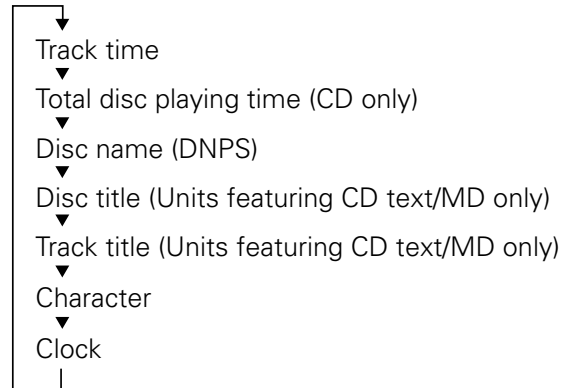 Track time
Total disc playing time (CD only)
Disc name (DNPS)
Disc title (Units featuring CD text/MD only)
Track title (Units featuring CD text/MD only)
Character
Clock